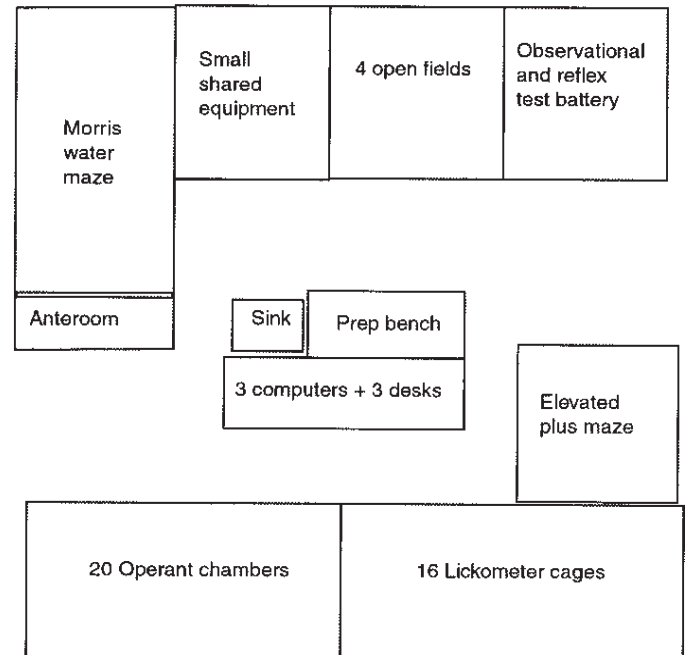 Morris
water
maze
Small
shared
equipment
4 open fields
Observational
and reflex
test battery
Anteroom
Sink
Prep bench
3 computers + 3 desks
Elevated
plus maze
20 Operant chambers
16 Lickometer cages